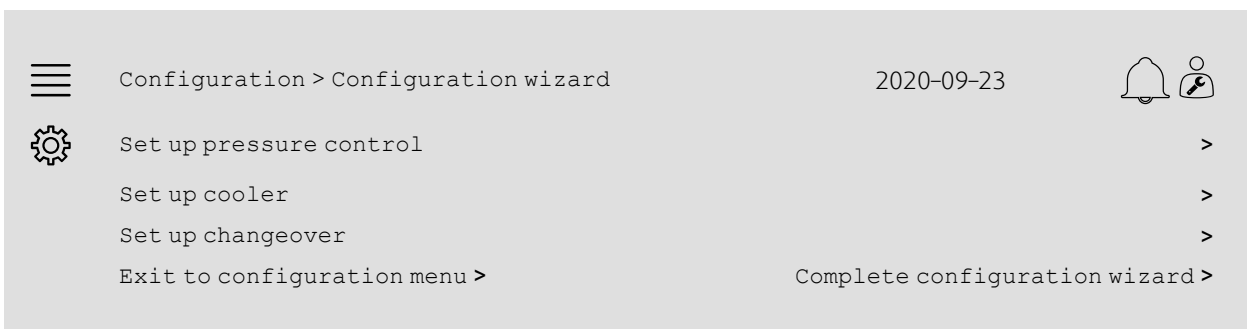 Configuration > Configuration wizard 2020-09-23
Set up pressure control >
Set up cooler >
Set up changeover >
Exit to configuration menu > Complete configuration wizard >